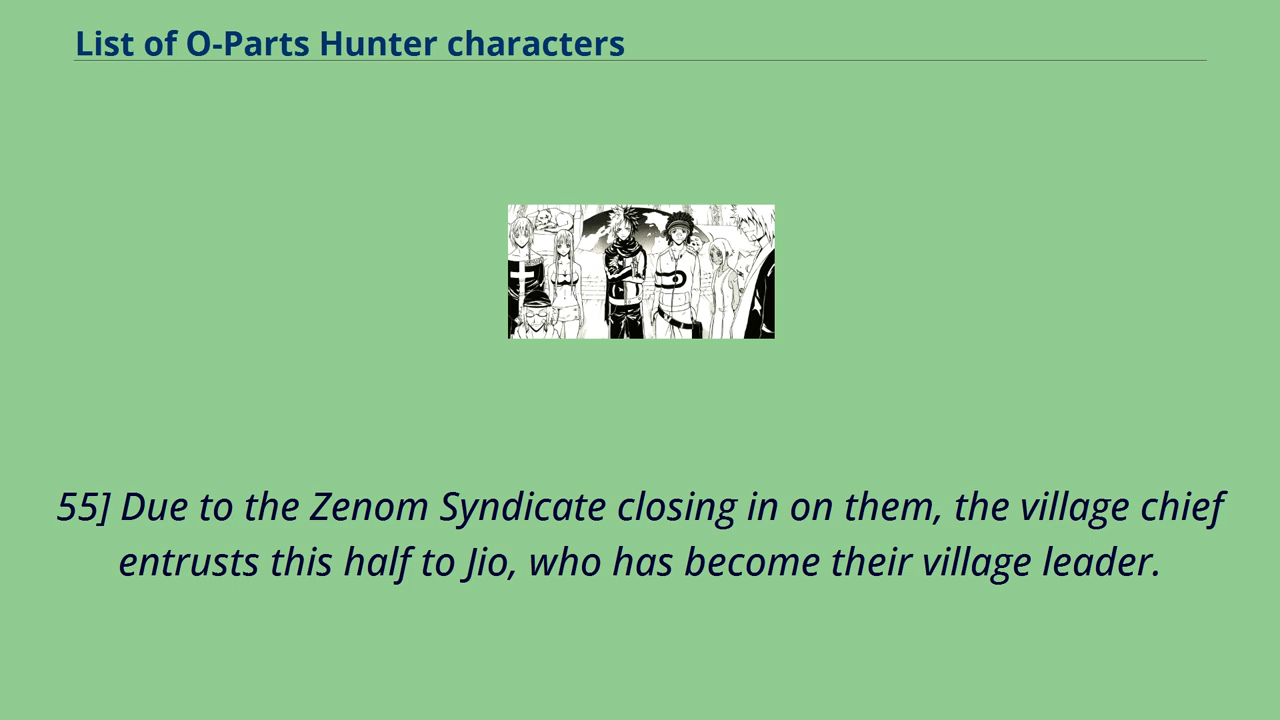 List of O-Parts Hunter characters
55] Due to the Zenom Syndicate closing in on them, the village chief
entrusts this half to Jio, who has become their village leader.